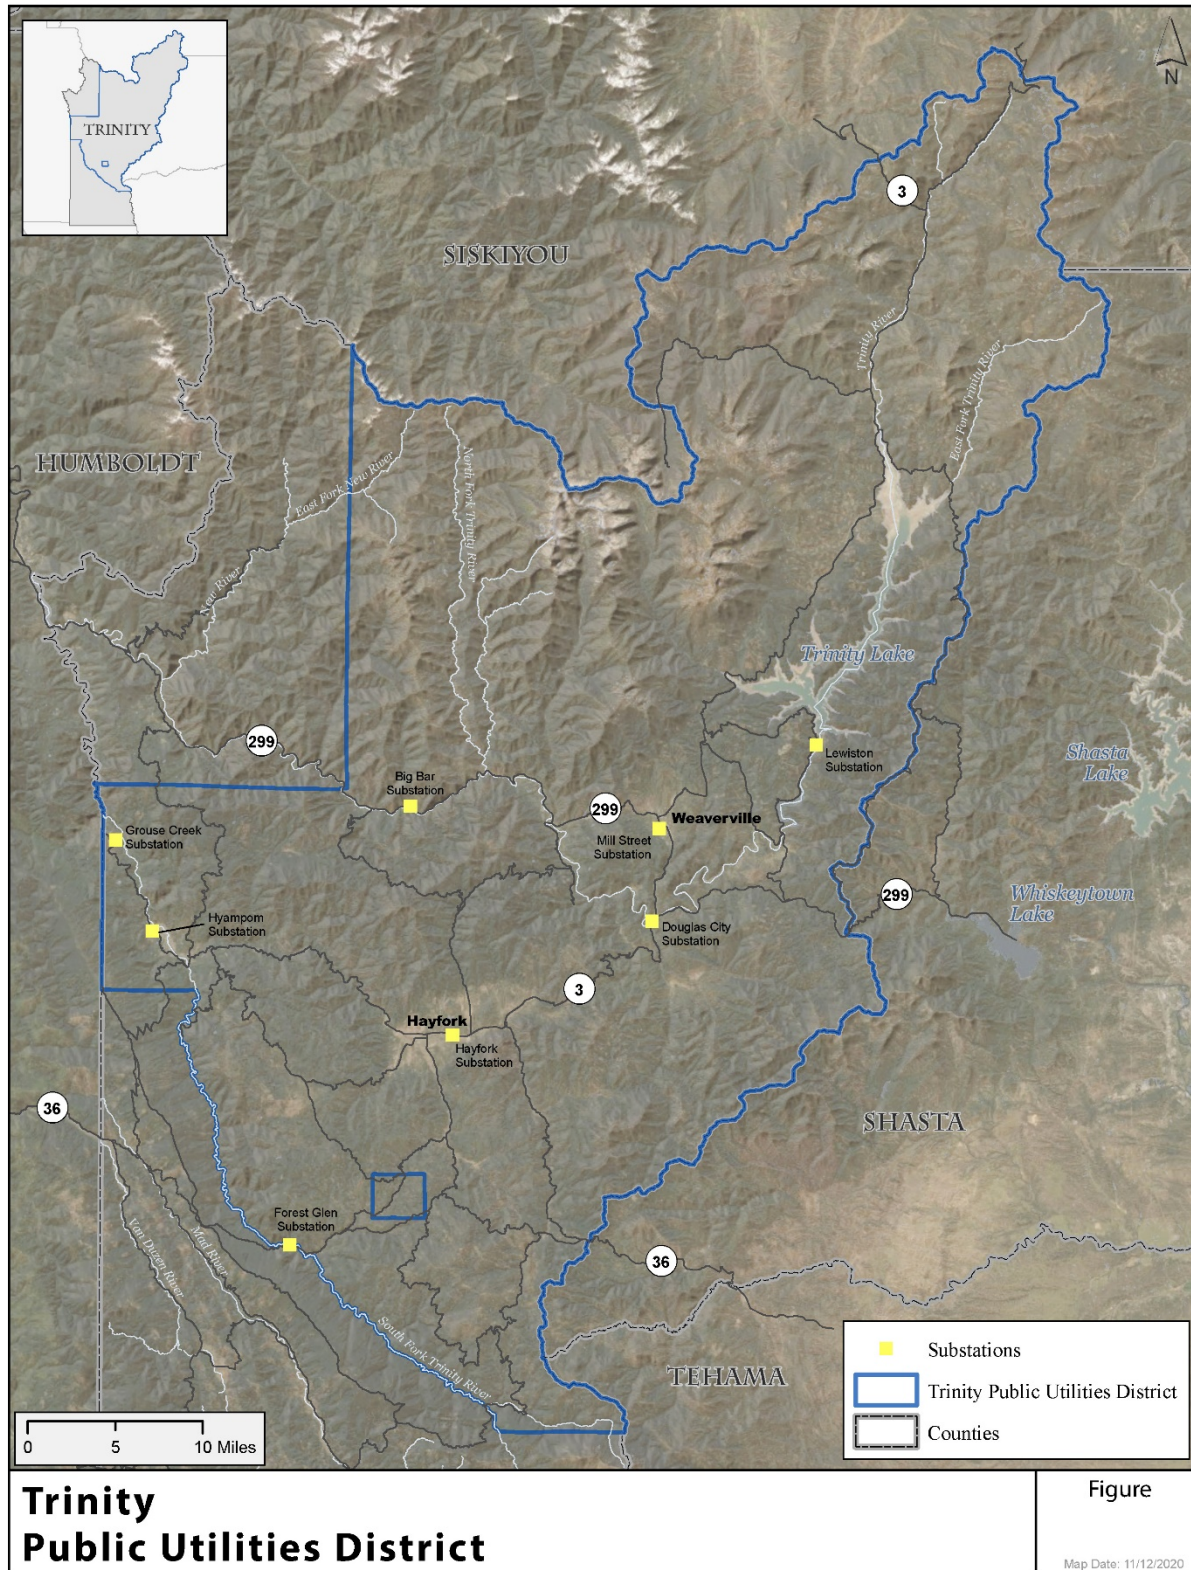 TRINITY
N
3
SISKIYOU
Trinity River
East Fork Trinity River
HUMBOLDT
East Fork New River
North Fork Trinity River
New River
Trinity Lake
299
Lewiston
Substation
Shasta
Lake
Big Bar
Substation
299
Weaverville
Mill Street
Substation
Grouse Creek
Substation
299
Whiskeytown
Lake
Hyampom
Substation
Douglas City
Substation
3
Hayfork
Hayfork
Substation
36
SHASTA
Forest Glen
Substation
Van Duzen River
Mad River
36
South Fork Trinity River
TEHAMA
Substations
Trinity Public Utilities District
Counties
0 5 10 Miles
Trinity
Public Utilities District
Figure
Map Date: 11/12/2020